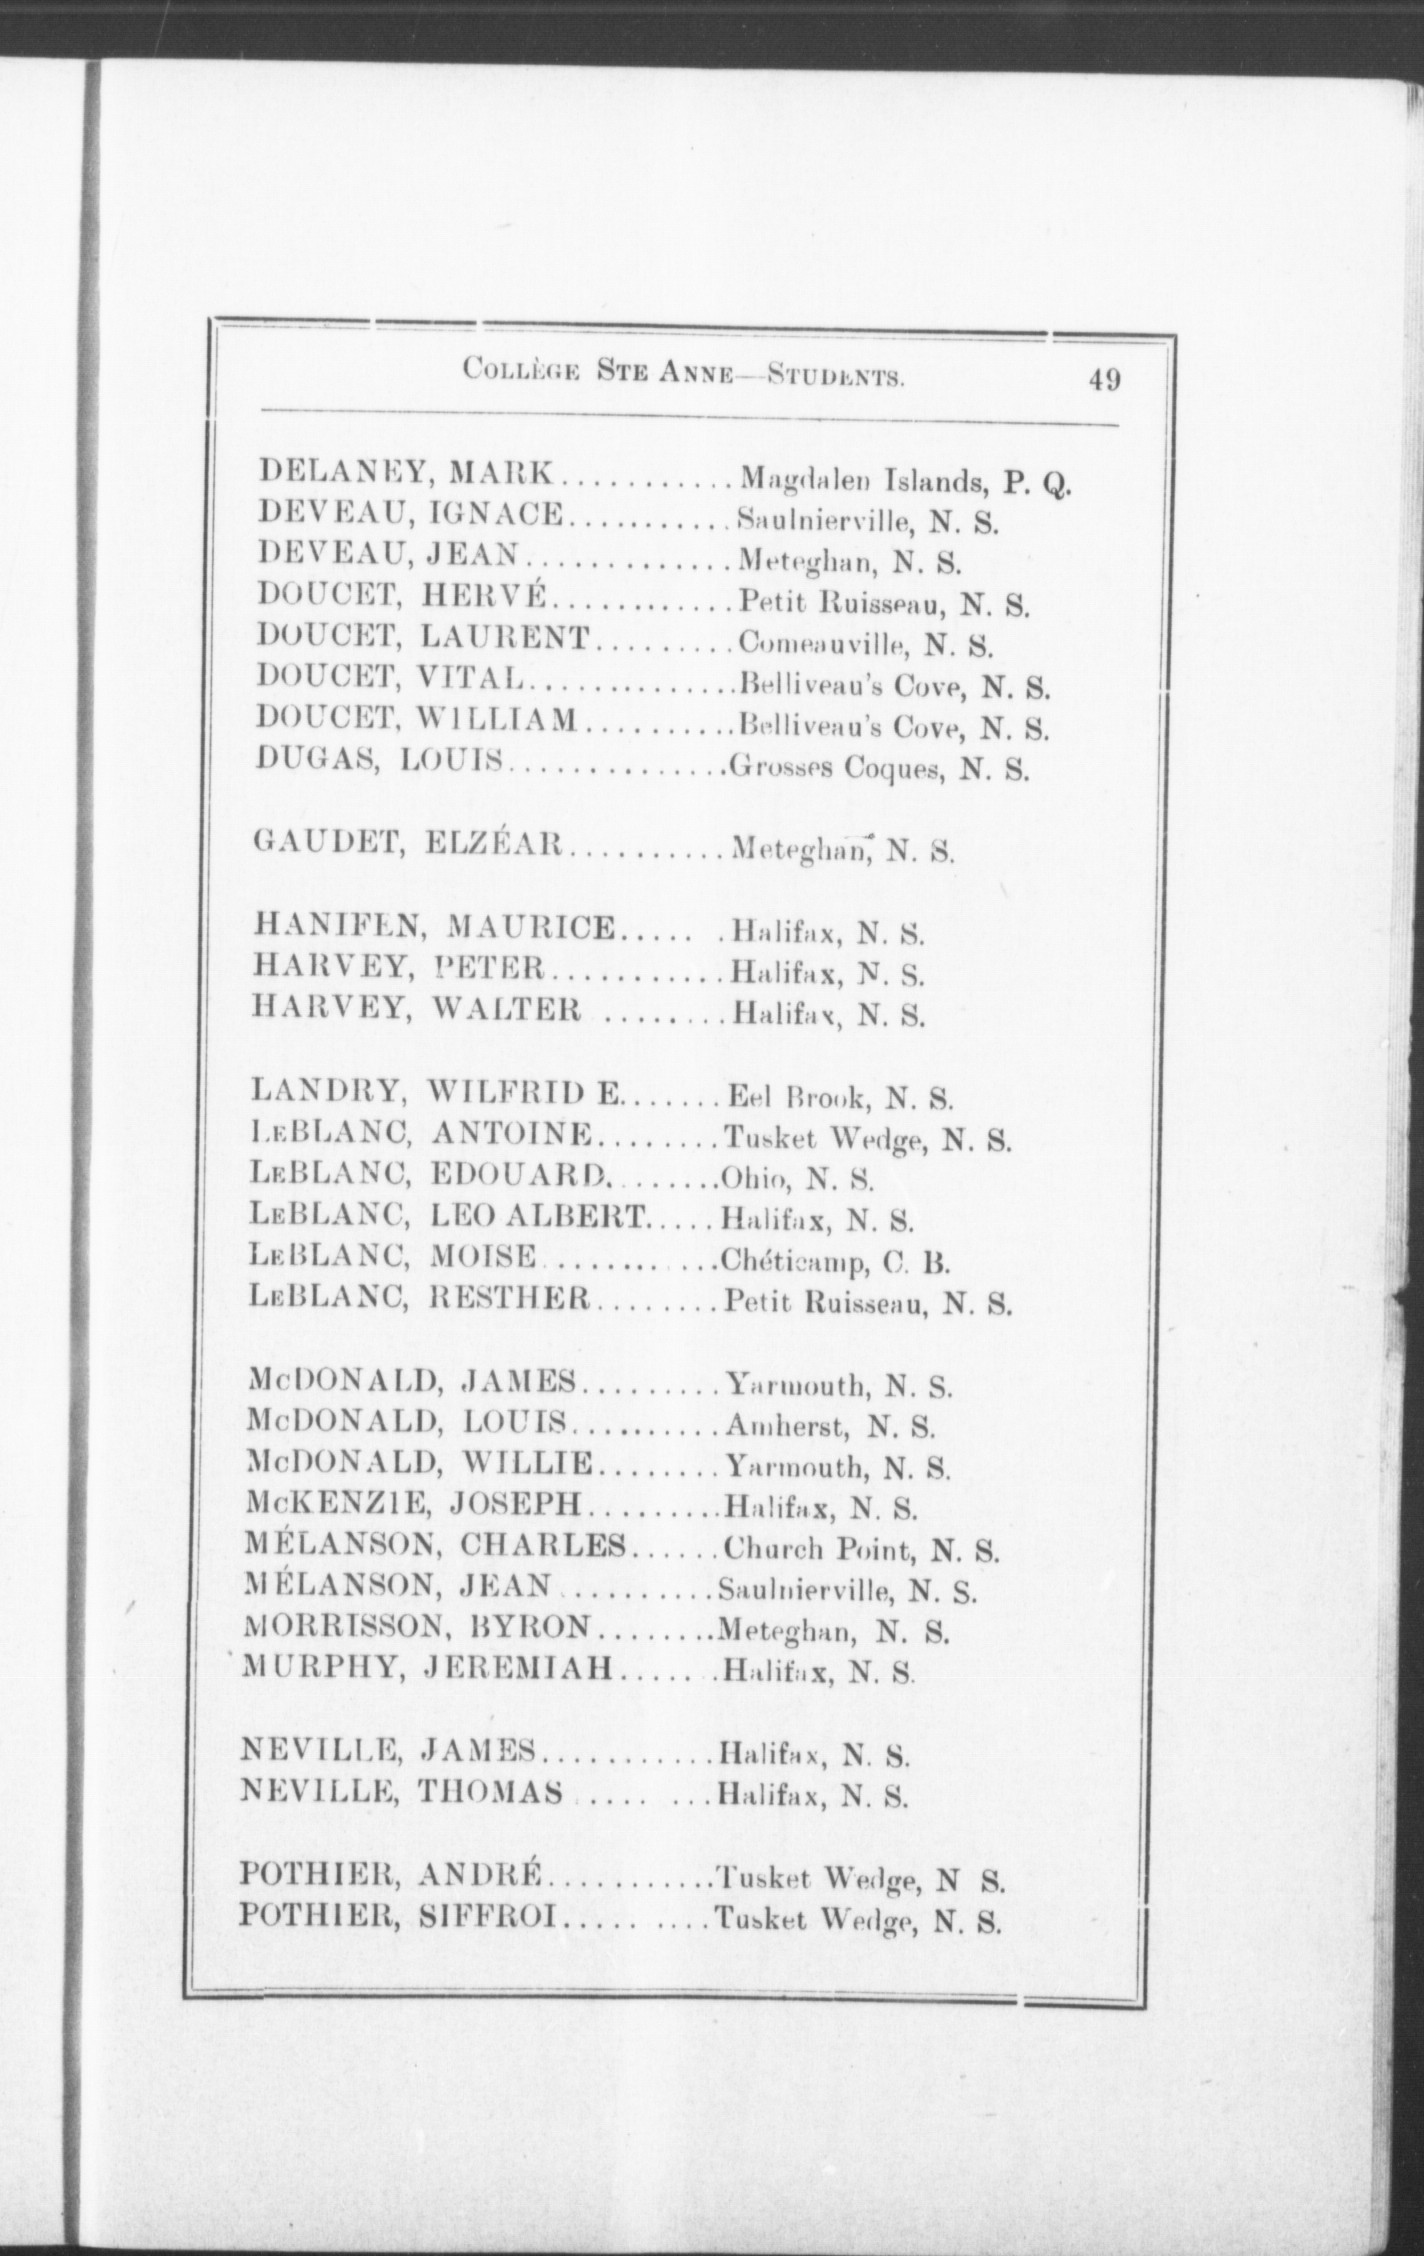 COLLÈGE STE ANNE—STUDENTS. 49
DELANEY, MARK...........Magdalen Islands, P. Q.
DEVEAU, IGNACE...........Saulnierville, N. S.
DEVEAU, JEAN.............Meteghan, N. S.
DOUCET, HERVÉ............Petit Ruisseau, N. S.
DOUCET, LAURENT.........Comeauville, N. S.
DOUCET, VITAL..............Belliveau's Cove, N. S.
DOUCET, WILLIAM..........Belliveau's Cove, N. S.
DUGAS, LOUIS..............Grosses Coques, N. S.
GAUDET, ELZÉAR..........Meteghan, N. S.
HANIFEN, MAURICE..... .Halifax, N. S.
HARVEY, PETER...........Halifax, N. S.
HARVEY, WALTER ........Halifax, N. S.
LANDRY, WILFRID E.......Eel Brook, N. S.
LEBLANC, ANTOINE........Tusket Wedge, N. S.
LEBLANC, EDOUARD........Ohio, N. S.
LEBLANC, LEO ALBERT.....Halifax, N. S.
LEBLANC, MOISE...........Chéticamp, C. B.
LEBLANC, RESTHER........Petit Ruisseau, N. S.
McDONALD, JAMES.........Yarmouth, N. S.
McDONALD, LOUIS..........Amherst, N. S.
McDONALD, WILLIE........Yarmouth, N. S.
McKENZIE, JOSEPH.........Halifax, N. S.
MÉLANSON, CHARLES......Church Point, N. S.
MÉLANSON, JEAN..........Saulnierville, N. S.
MORRISSON, BYRON........Meteghan, N. S.
MURPHY, JEREMIAH.......Halifax, N. S.
NEVILLE, JAMES...........Halifax, N. S.
NEVILLE, THOMAS ..... ...Halifax, N. S.
POTHIER, ANDRÉ...........Tusket Wedge, N S.
POTHIER, SIFFROI..... ....Tusket Wedge, N. S.